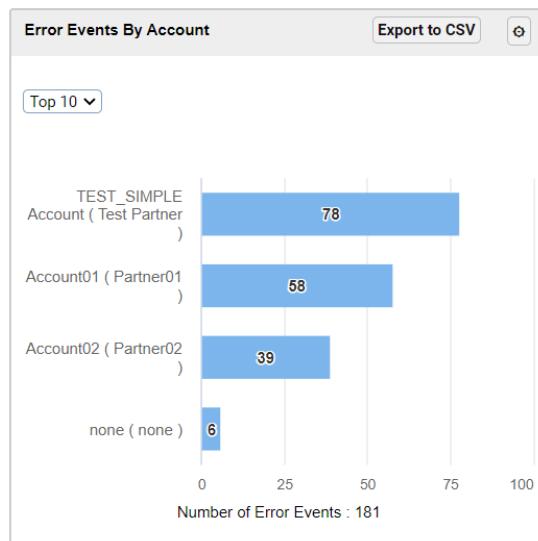 Error Events By Account
Export to CSV
Top 10
TEST_SIMPLE
Account ( Test Partner
)
78
Account01 ( Partner01
)
58
Account02 ( Partner02
)
39
none ( none )
6
0 25 50 75 100
Number of Error Events : 181